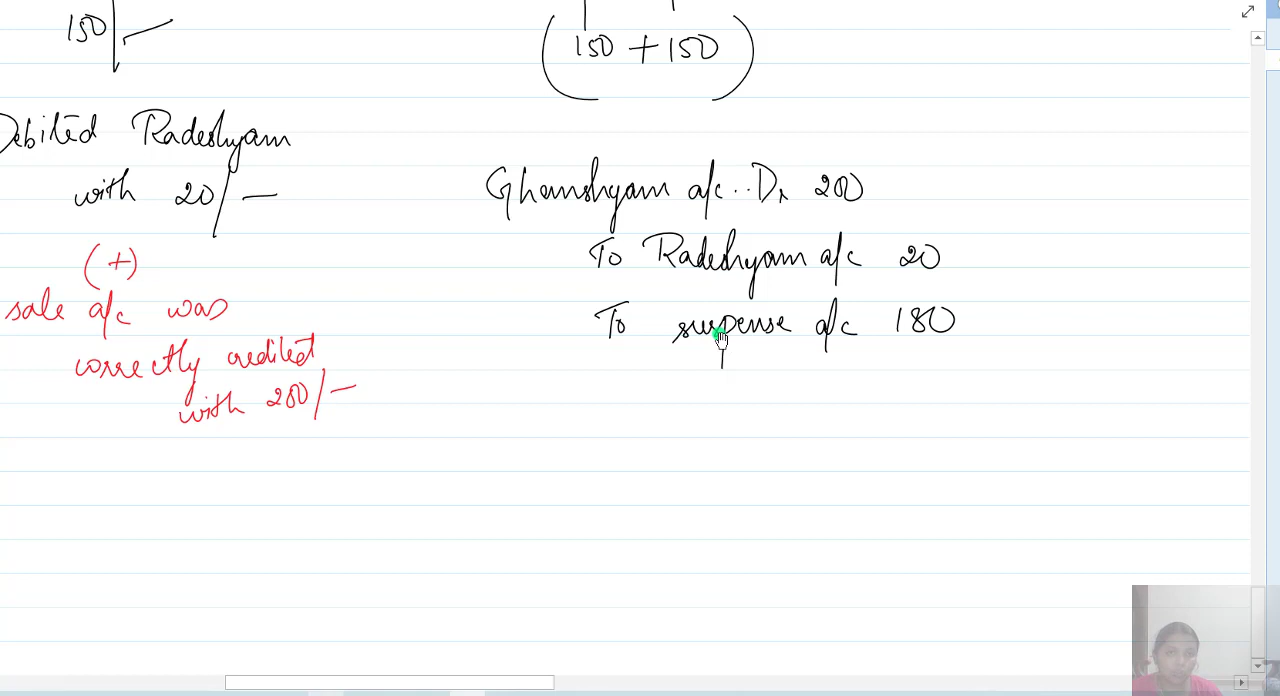 150/-
(150 + 150)
Debited Radeshyam
with 20/-
(+)
sale a/c was
correctly credited
with 200/-
Ghamshyam a/c .. Dr 200
To Radeshyam a/c 20
To suspense a/c 180